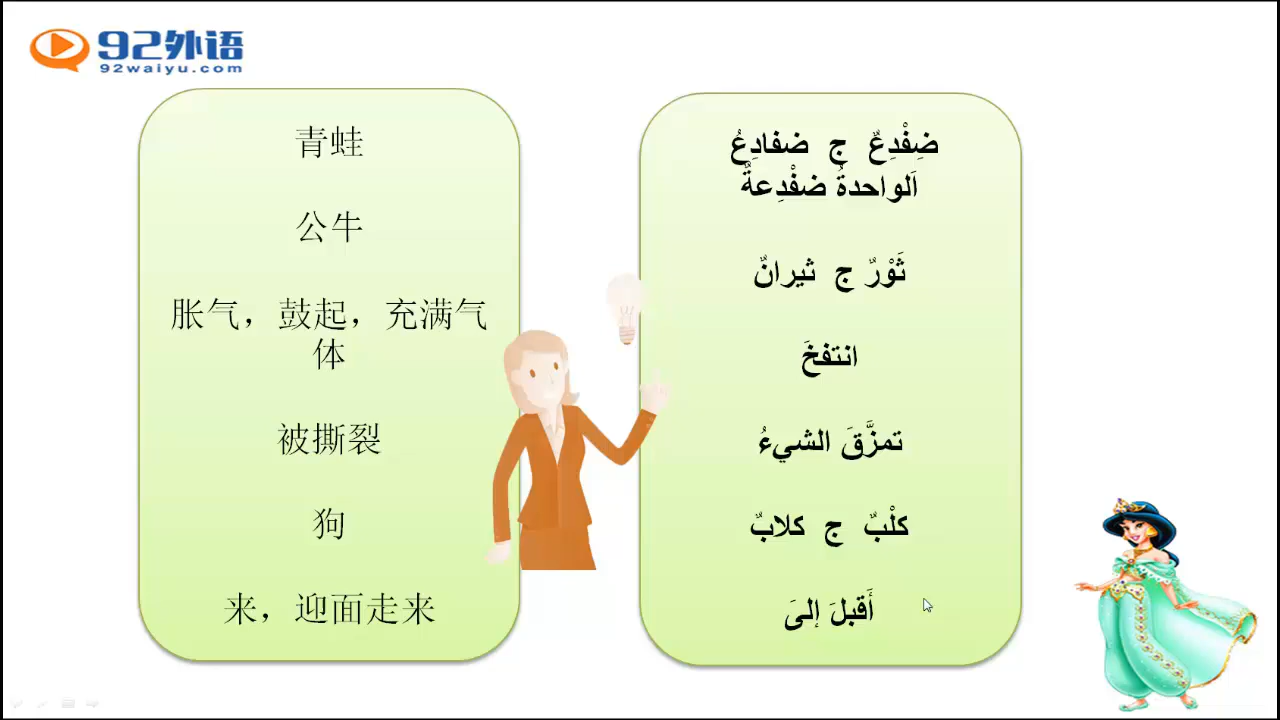 92外语
92waiyu.com
青蛙
公牛
胀气，鼓起，充满气
体
被撕裂
狗
来，迎面走来
ضِفْدِعٌ ج ضفادِعُ
اَلواحدةُ ضفْدِعةٌ
ثَوْرٌ ج ثيرانٌ
انتفخَ
تمزَّقَ الشيءُ
كلْبٌ ج كلابٌ
أَقبلَ إلىَ